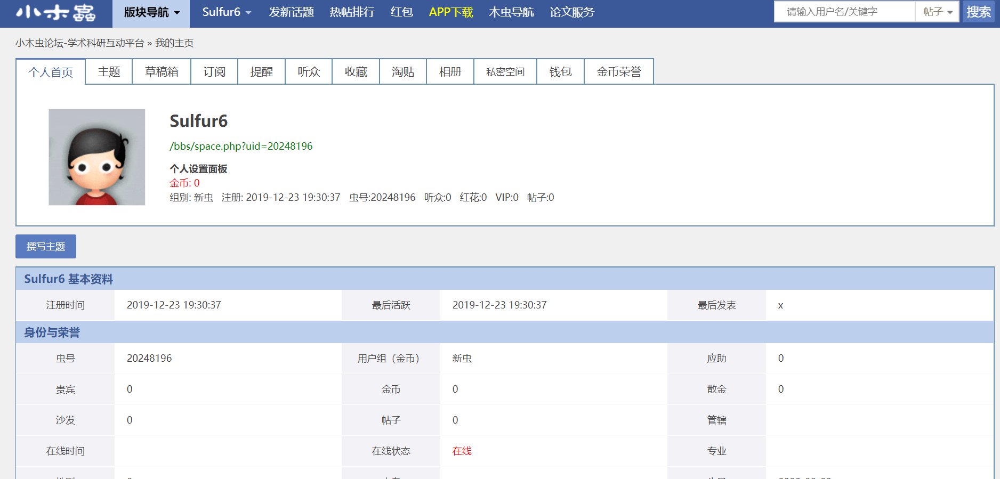 小木蟲 版块导航 Sulfur6 发新话题 热帖排行 红包 APP下载 木虫导航 论文服务 请输入用户名/关键字 帖子 搜索
小木虫论坛-学术科研互动平台 » 我的主页
个人首页 主题 草稿箱 订阅 提醒 听众 收藏 淘贴 相册 私密空间 钱包 金币荣誉
Sulfur6
/bbs/space.php?uid=20248196
个人设置面板
金币: 0
组别: 新虫 注册: 2019-12-23 19:30:37 虫号:20248196 听众:0 红花:0 VIP:0 帖子:0
撰写主题
Sulfur6 基本资料
注册时间 2019-12-23 19:30:37 最后活跃 2019-12-23 19:30:37 最后发表 x
身份与荣誉
虫号 20248196 用户组（金币） 新虫 应助 0
贵宾 0 金币 0 散金 0
沙发 0 帖子 0 管辖
在线时间 在线状态 在线 专业